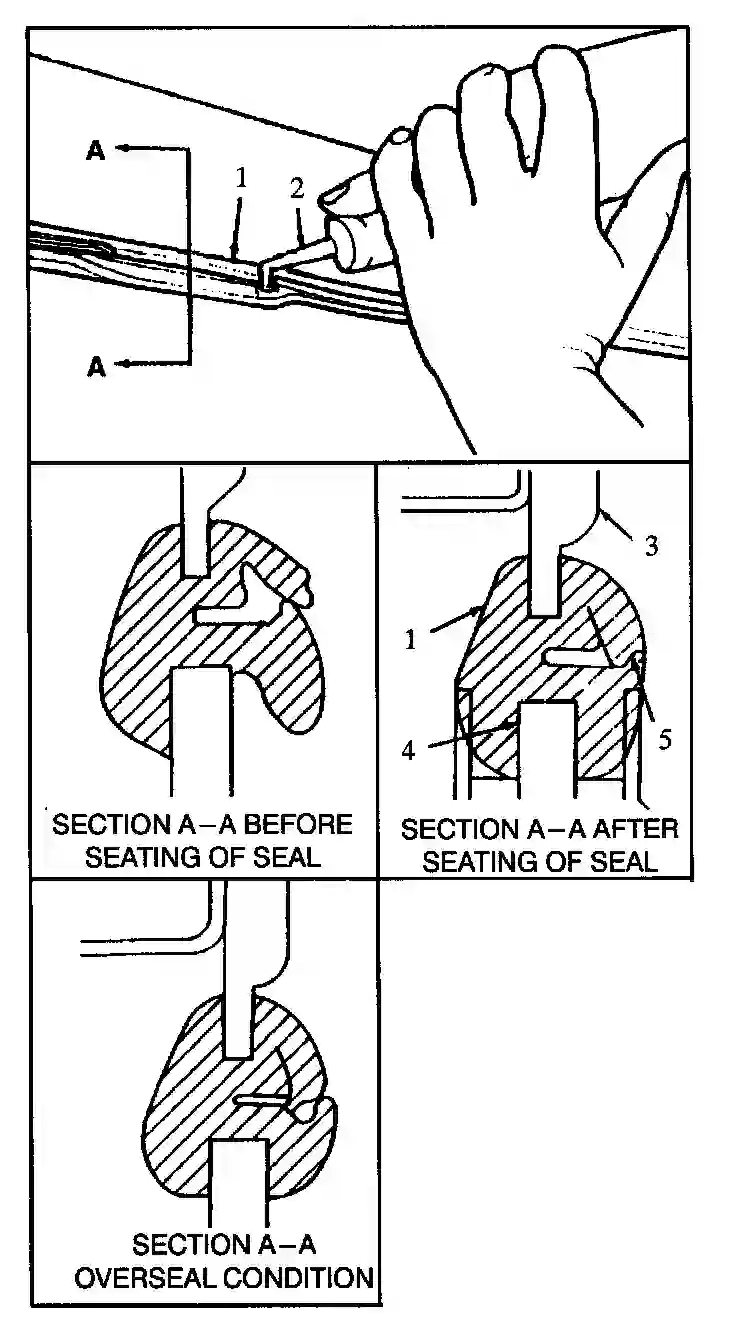 A
1
2
A
3
1
4
5
SECTION A–A BEFORE
SEATING OF SEAL
SECTION A–A AFTER
SEATING OF SEAL
SECTION A–A
OVERSEAL CONDITION